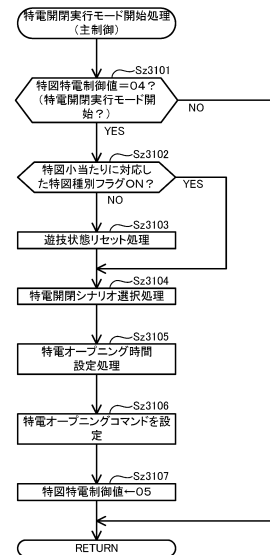 特電開閉実行モード開始処理
(主制御)
Sz3101
特図特電制御値＝04?
(特電開閉実行モード開
始?)
NO
YES
Sz3102
特図小当たりに対応し
た特図種別フラグON?
YES
NO
Sz3103
遊技状態リセット処理
Sz3104
特電開閉シナリオ選択処理
Sz3105
特電オープニング時間
設定処理
Sz3106
特電オープニングコマンドを設
定
Sz3107
特図特電制御値←05
RETURN